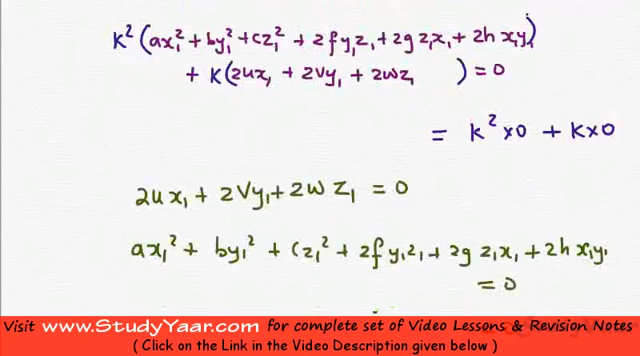 K²(ax₁² + by₁² + cz₁² + 2fy₁z₁ + 2gz₁x₁ + 2hx₁y₁)
+ K(2ux₁ + 2vy₁ + 2wz₁ ) = 0
= K² × 0 + K × 0
2ux₁ + 2Vy₁ + 2wz₁ = 0
ax₁² + by₁² + cz₁² + 2fy₁z₁ + 2gz₁x₁ + 2hx₁y₁
= 0
Visit www.StudyYaar.com for complete set of Video Lessons & Revision Notes
( Click on the Link in the Video Description given below )